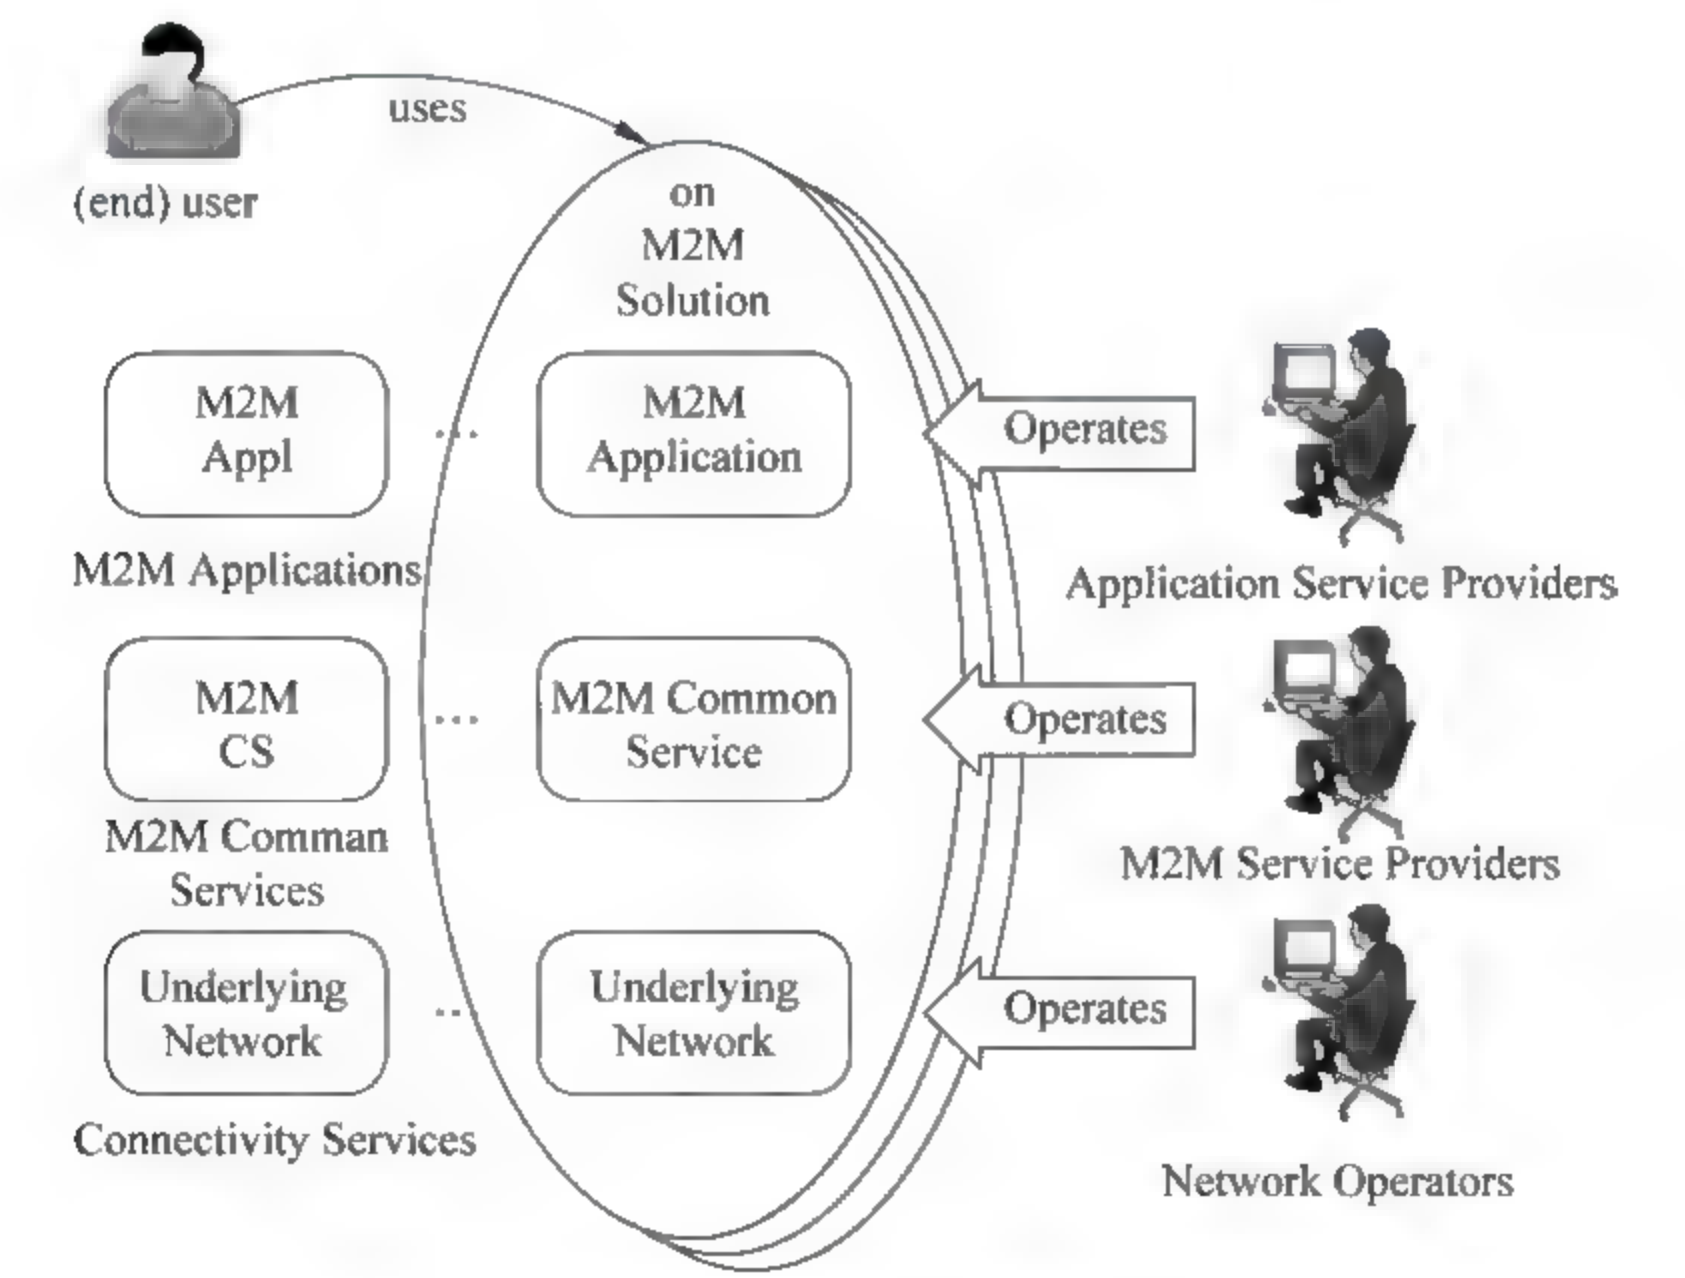 uses
(end) user
on
M2M
Solution
M2M
Appl
...
M2M
Application
Operates
M2M Applications
Application Service Providers
M2M
CS
...
M2M Common
Service
Operates
M2M Comman
Services
M2M Service Providers
Underlying
Network
..
Underlying
Network
Operates
Connectivity Services
Network Operators